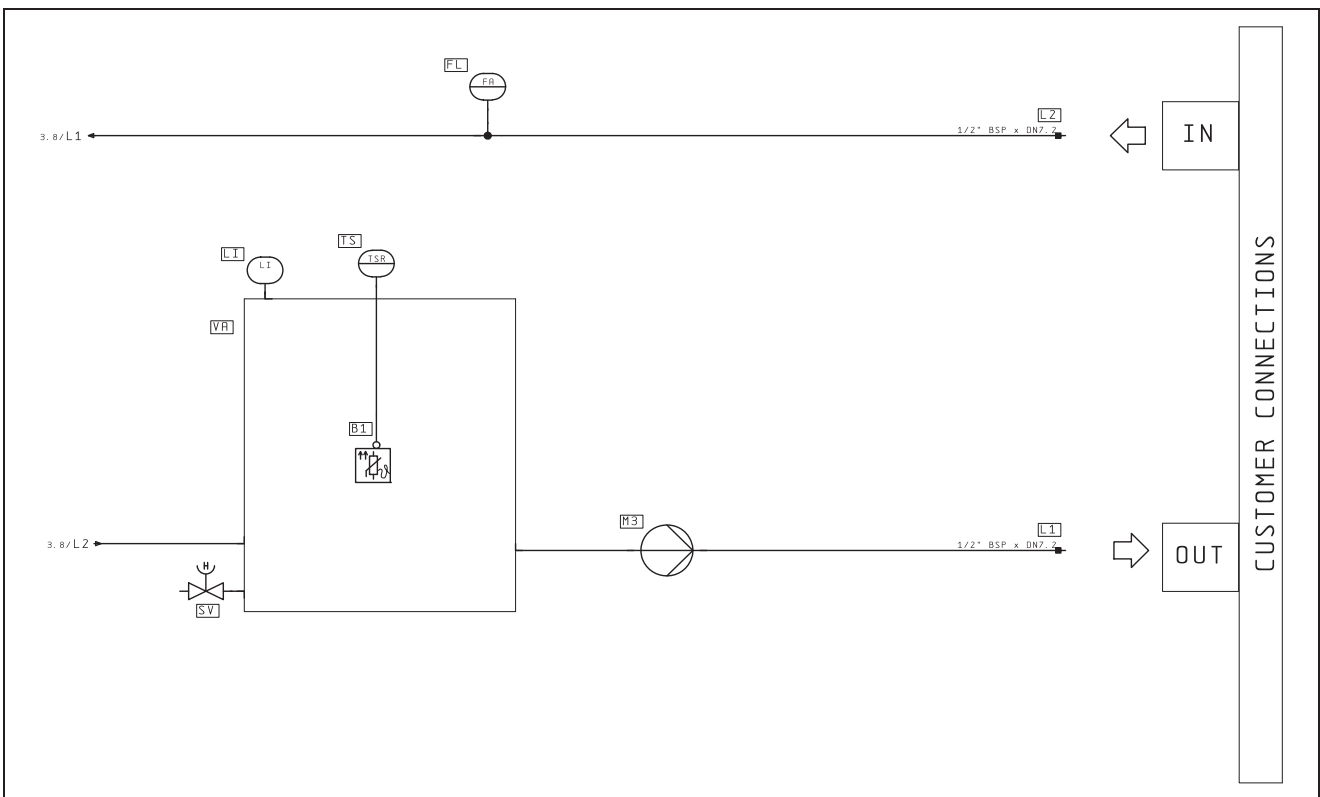 FL
FA
3.8/L1
L2
1/2" BSP x DN7.2
IN
TS
LI
TSR
LI
VA
CUSTOMER CONNECTIONS
B1
M3
L1
3.8/L2
1/2" BSP x DN7.2
OUT
H
SV